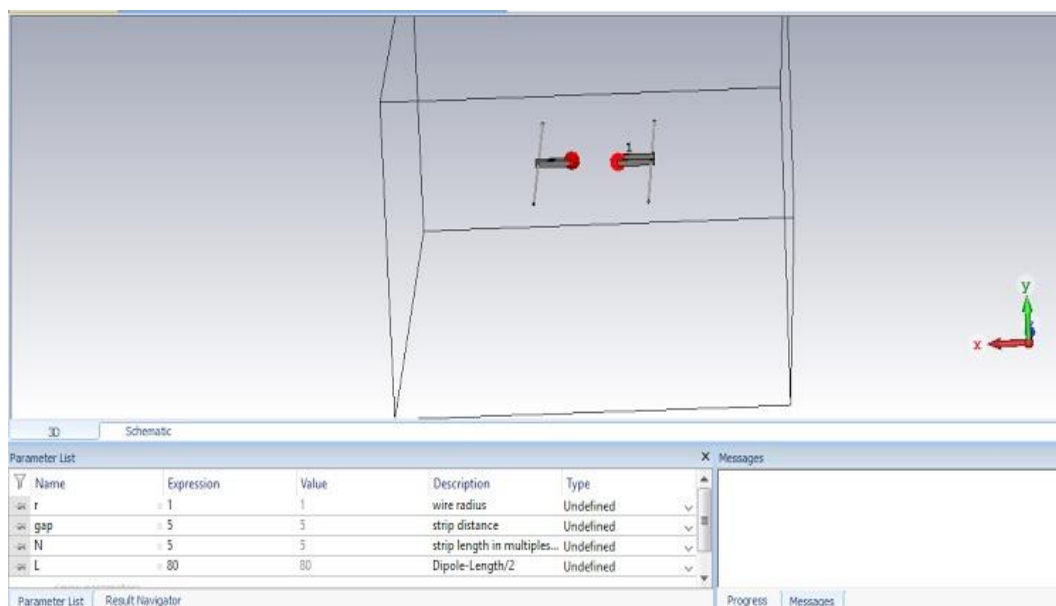 1
y
x
3D Schematic
Parameter List × Messages
Name Expression Value Description Type
r = 1 1 wire radius Undefined
gap = 5 5 strip distance Undefined
N = 5 5 strip length in multiples... Undefined
L = 80 80 Dipole-Length/2 Undefined
Parameter List Result Navigator Progress Messages